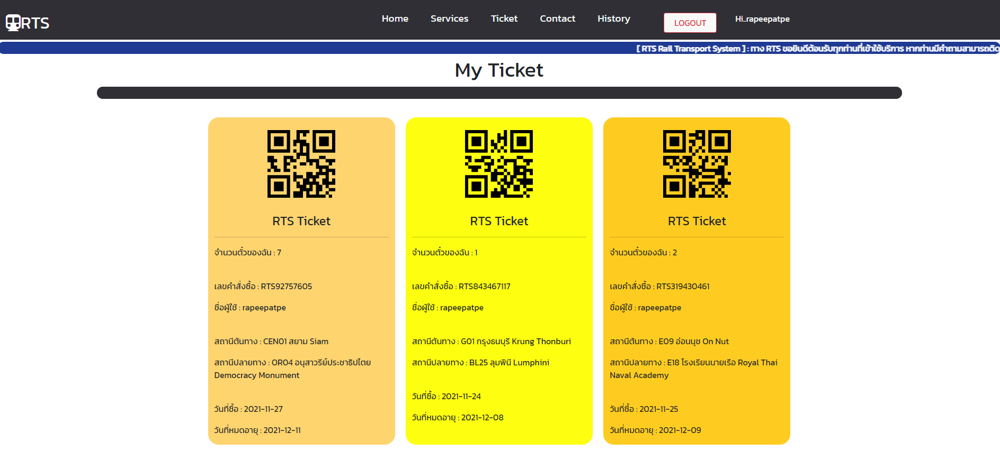 RTS
Home Services Ticket Contact History LOGOUT Hi..rapeepatpe
[ RTS Rail Transport System ] : ทาง RTS ขอยินดีต้อนรับทุกท่านที่เข้าใช้บริการ หากท่านมีคำถามสามารถติด
My Ticket
RTS Ticket
จำนวนตั๋วของฉัน : 7
เลขคำสั่งซื้อ : RTS92757605
ชื่อผู้ใช้ : rapeepatpe
สถานีต้นทาง : CEN01 สยาม Siam
สถานีปลายทาง : OR04 อนุสาวรีย์ประชาธิปไตย
Democracy Monument
วันที่ซื้อ : 2021-11-27
วันที่หมดอายุ : 2021-12-11
RTS Ticket
จำนวนตั๋วของฉัน : 1
เลขคำสั่งซื้อ : RTS843467117
ชื่อผู้ใช้ : rapeepatpe
สถานีต้นทาง : G01 กรุงธนบุรี Krung Thonburi
สถานีปลายทาง : BL25 ลุมพินี Lumphini
วันที่ซื้อ : 2021-11-24
วันที่หมดอายุ : 2021-12-08
RTS Ticket
จำนวนตั๋วของฉัน : 2
เลขคำสั่งซื้อ : RTS319430461
ชื่อผู้ใช้ : rapeepatpe
สถานีต้นทาง : E09 อ่อนนุช On Nut
สถานีปลายทาง : E18 โรงเรียนนายเรือ Royal Thai
Naval Academy
วันที่ซื้อ : 2021-11-25
วันที่หมดอายุ : 2021-12-09